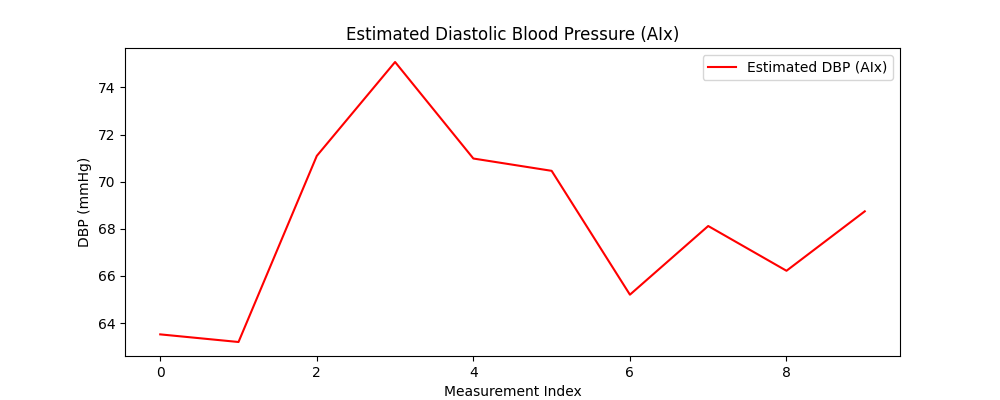 Estimated Diastolic Blood Pressure (AIx)
Estimated DBP (AIx)
DBP (mmHg)
74
72
70
68
66
64
0 2 4 6 8
Measurement Index